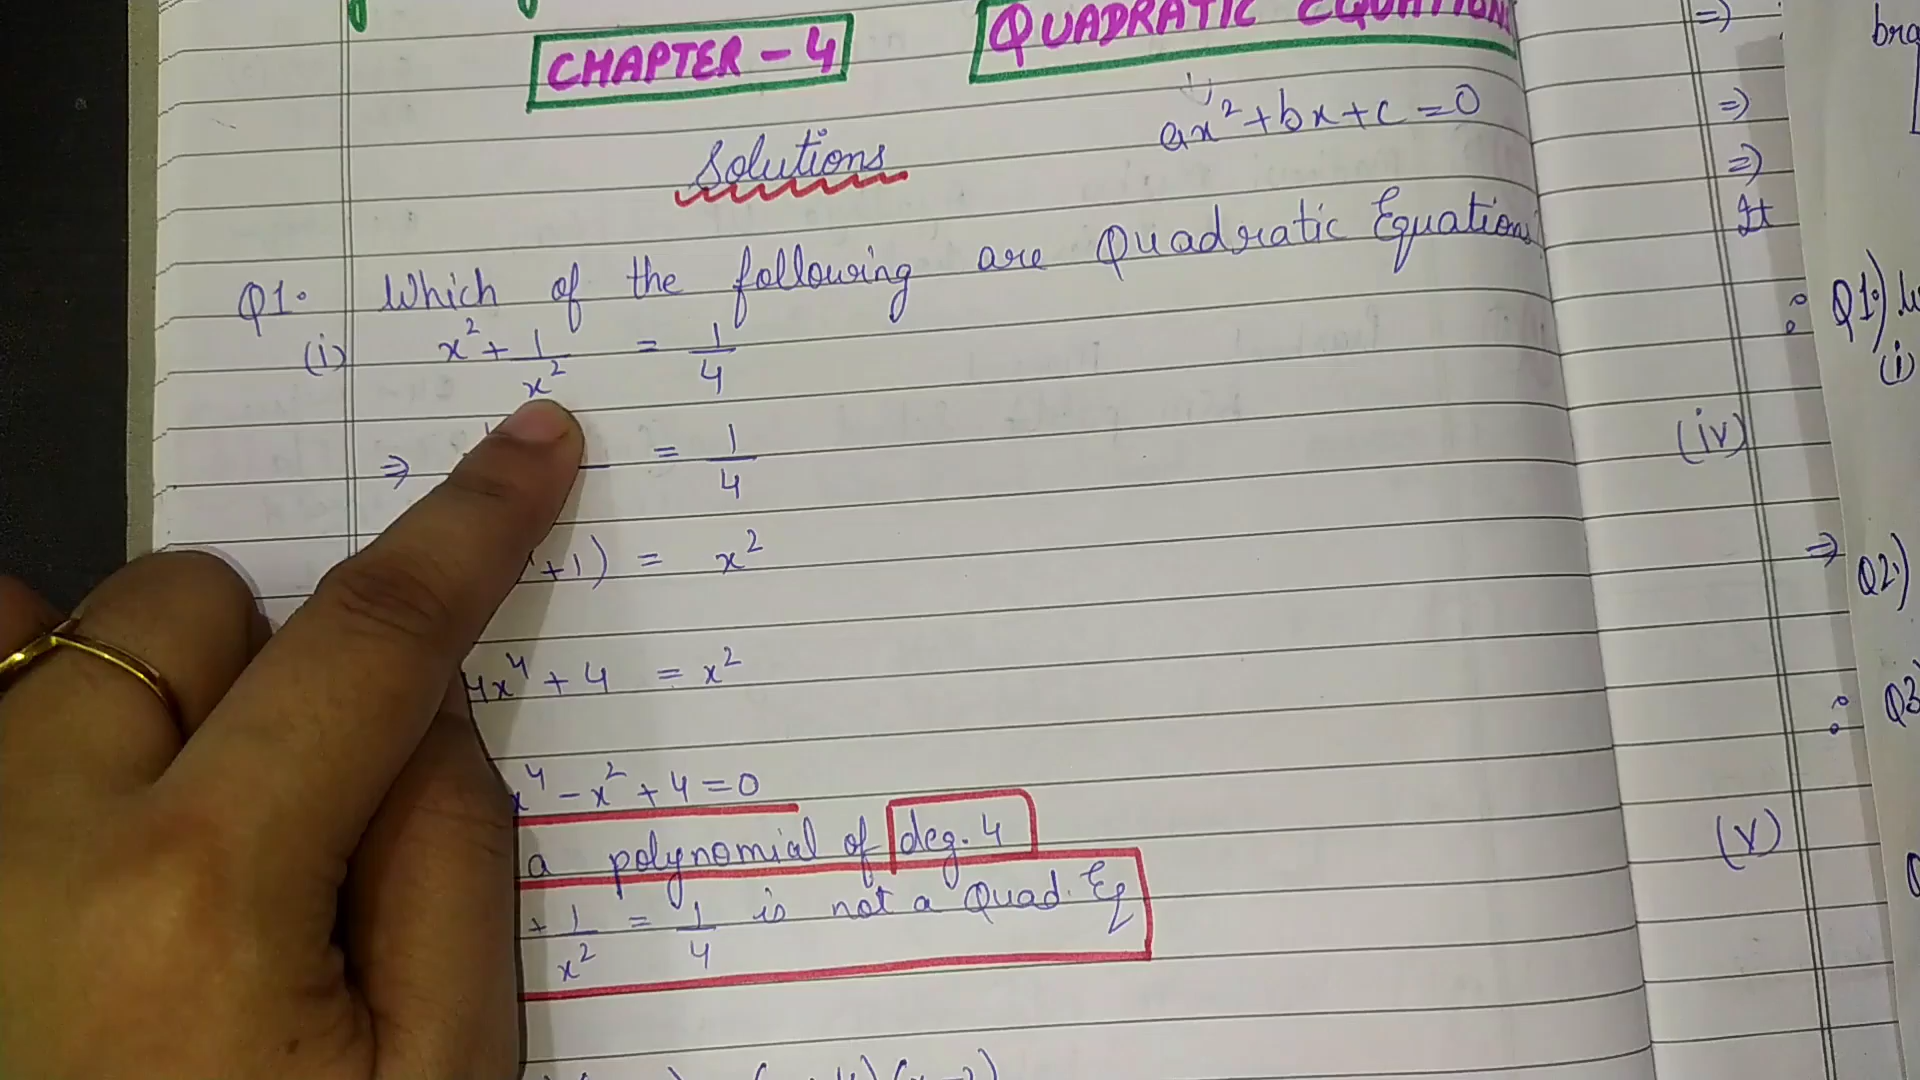 CHAPTER - 4
QUADRATIC EQUATION
ax² + bx + c = 0
Solutions
Q1. Which of the following are Quadratic Equations
(i) x² + 1/x² = 1/4
⇒ = 1/4
+1) = x²
4x⁴ + 4 = x²
x⁴ - x² + 4 = 0
a polynomial of deg. 4
+ 1/x² = 1/4 is not a Quad. Eq
⇒
⇒
⇒
It
(iv)
⇒
(v)
bra
Q1)
(i)
Q2)
Q3